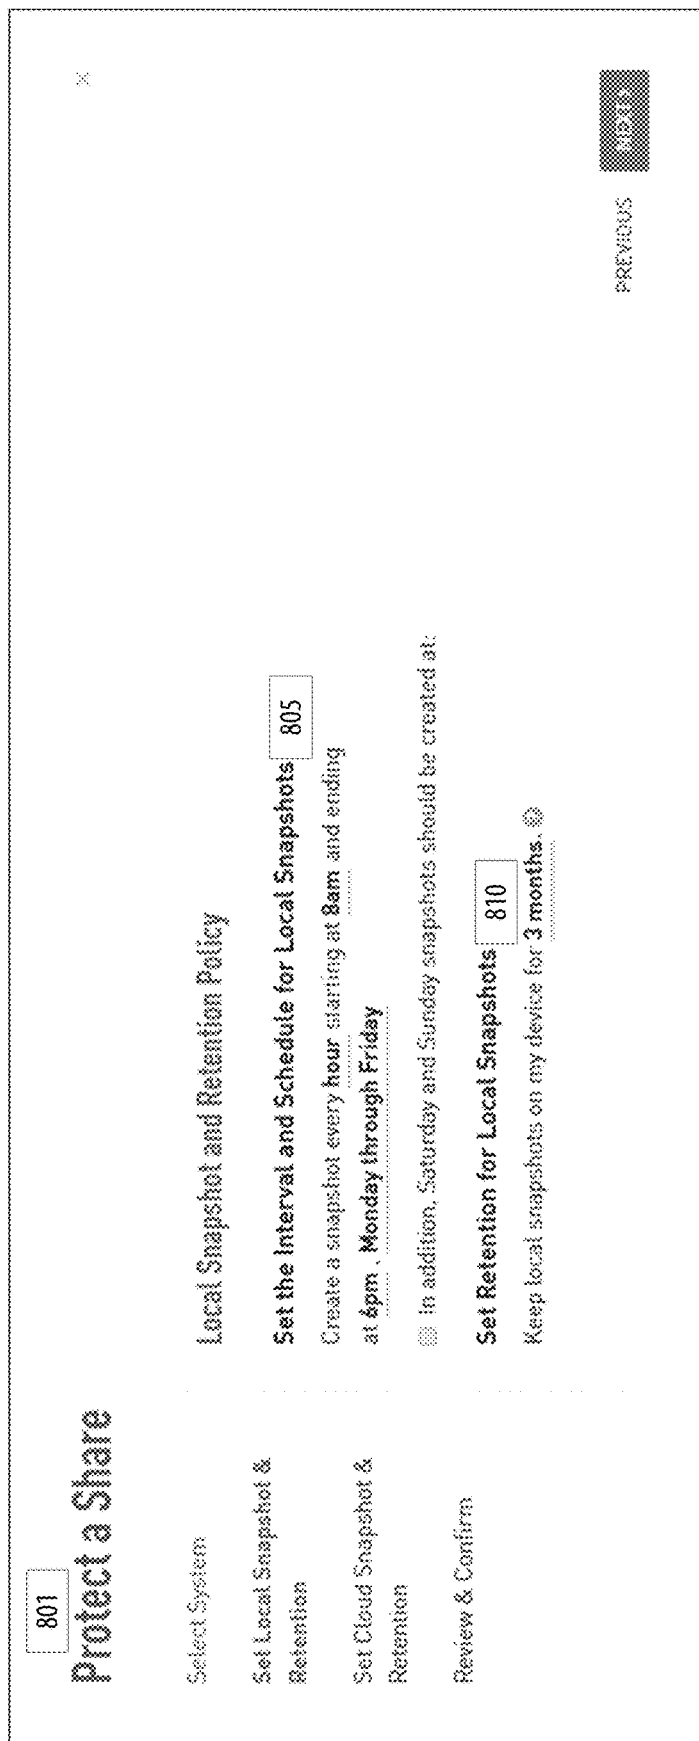 801
Protect a Share
×
Select System
Set Local Snapshot &
Retention
Set Cloud Snapshot &
Retention
Review & Confirm
Local Snapshot and Retention Policy
Set the Interval and Schedule for Local Snapshots 805
Create a snapshot every hour starting at 8am and ending
at 6pm , Monday through Friday
In addition, Saturday and Sunday snapshots should be created at:
Set Retention for Local Snapshots 810
Keep local snapshots on my device for 3 months.
PREVIOUS NEXT >